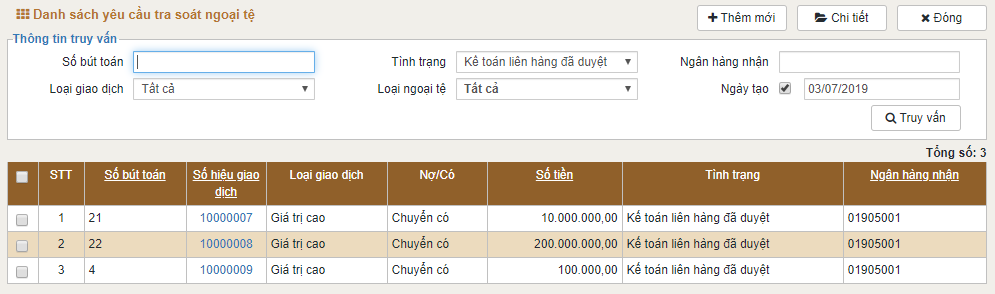 Danh sách yêu cầu tra soát ngoại tệ
Thêm mới Chi tiết Đóng
Thông tin truy vấn
Số bút toán Tình trạng Kế toán liên hàng đã duyệt Ngân hàng nhận
Loại giao dịch Tất cả Loại ngoại tệ Tất cả Ngày tạo 03/07/2019
Truy vấn
Tổng số: 3
STT Số bút toán Số hiệu giao dịch Loại giao dịch Nợ/Có Số tiền Tình trạng Ngân hàng nhận
1 21 10000007 Giá trị cao Chuyển có 10.000.000,00 Kế toán liên hàng đã duyệt 01905001
2 22 10000008 Giá trị cao Chuyển có 200.000.000,00 Kế toán liên hàng đã duyệt 01905001
3 4 10000009 Giá trị cao Chuyển có 100.000,00 Kế toán liên hàng đã duyệt 01905001